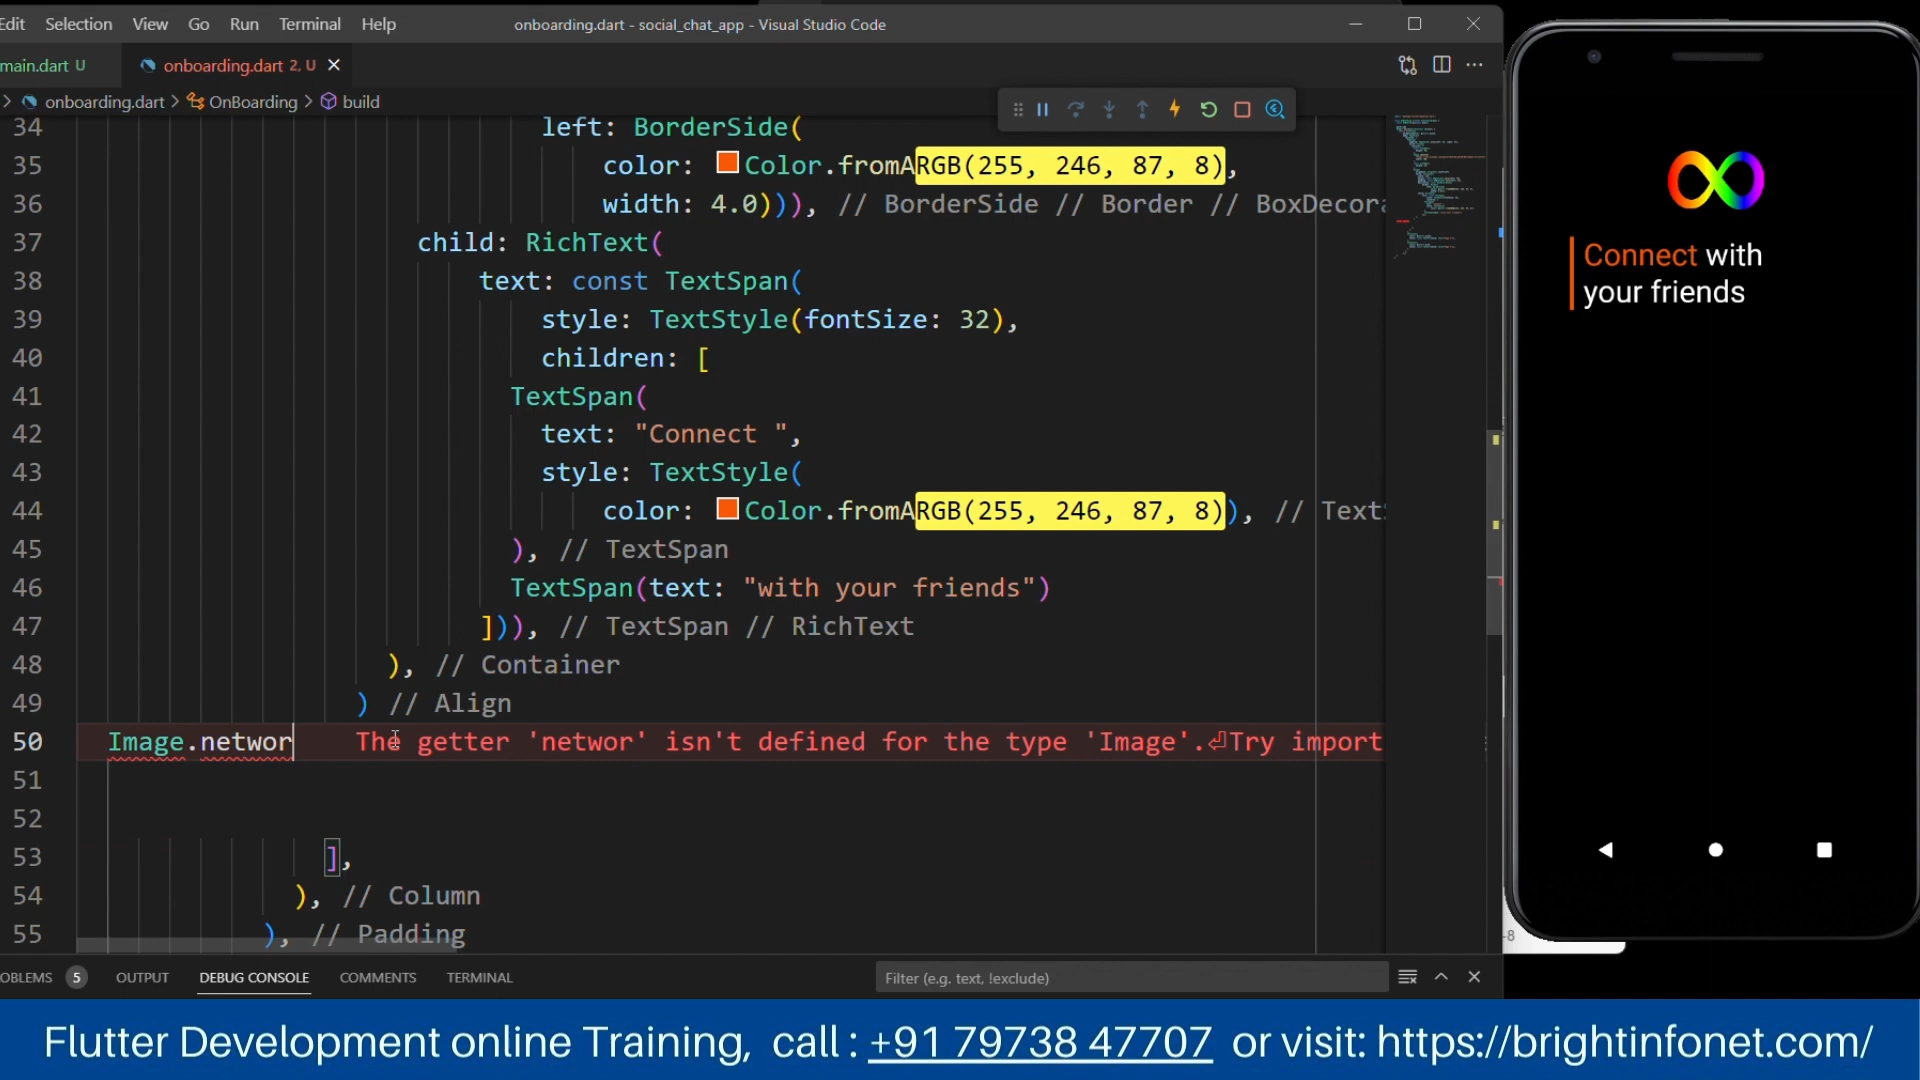 Edit Selection View Go Run Terminal Help onboarding.dart - social_chat_app - Visual Studio Code
main.dart U onboarding.dart 2, U
onboarding.dart > OnBoarding > build
34 left: BorderSide(
35 color: Color.fromARGB(255, 246, 87, 8),
36 width: 4.0))), // BorderSide // Border // BoxDecora
37 child: RichText(
38 text: const TextSpan(
39 style: TextStyle(fontSize: 32),
40 children: [
41 TextSpan(
42 text: "Connect ",
43 style: TextStyle(
44 color: Color.fromARGB(255, 246, 87, 8)), // TextS
45 ), // TextSpan
46 TextSpan(text: "with your friends")
47 ])), // TextSpan // RichText
48 ), // Container
49 ) // Align
50 Image.networ The getter 'networ' isn't defined for the type 'Image'.⏎Try import
51
52
53 ],
54 ), // Column
55 ), // Padding
OBLEMS 5 OUTPUT DEBUG CONSOLE COMMENTS TERMINAL Filter (e.g. text, !exclude)
Connect with
your friends
-8
Flutter Development online Training, call : +91 79738 47707 or visit: https://brightinfonet.com/